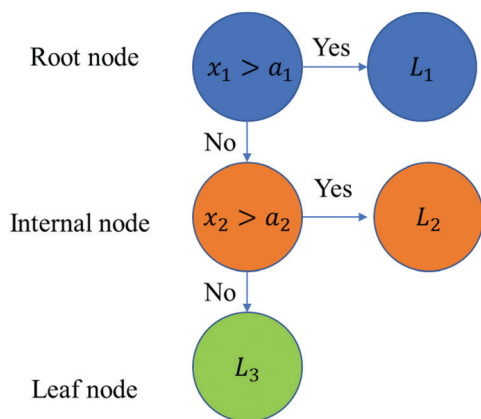 Root node
x₁ > a₁
Yes
L₁
No
Internal node
x₂ > a₂
Yes
L₂
No
Leaf node
L₃